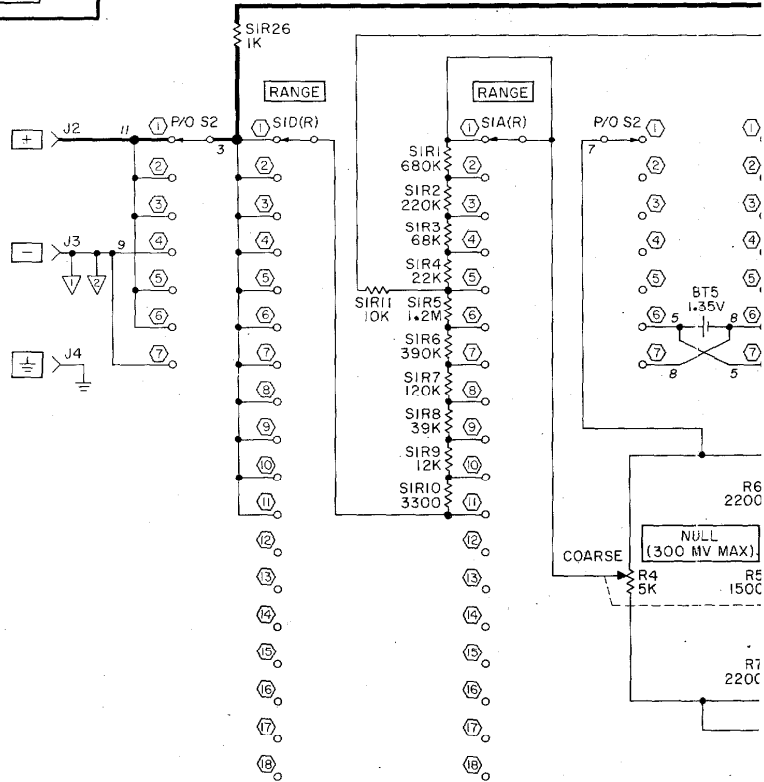 S1R26
1K
RANGE
RANGE
+
J2
11
1
P/O S2
3
1
S1D(R)
1
S1A(R)
P/O S2
7
1
1
S1R1
680K
2
2
2
2
2
S1R2
220K
3
3
3
3
3
S1R3
68K
-
J3
9
1
2
4
4
4
4
4
S1R4
22K
5
5
5
5
5
S1R11
10K
S1R5
1.2M
BT5
1.35V
6
6
6
6
5
8
6
S1R6
390K
7
7
7
7
8
5
7
J4
S1R7
120K
8
8
S1R8
39K
9
9
S1R9
12K
10
10
S1R10
3300
11
11
R6
2200
12
12
NULL
(300 MV MAX)
COARSE
13
13
R4
5K
R5
1500
14
14
15
15
R7
2200
16
16
17
17
18
18